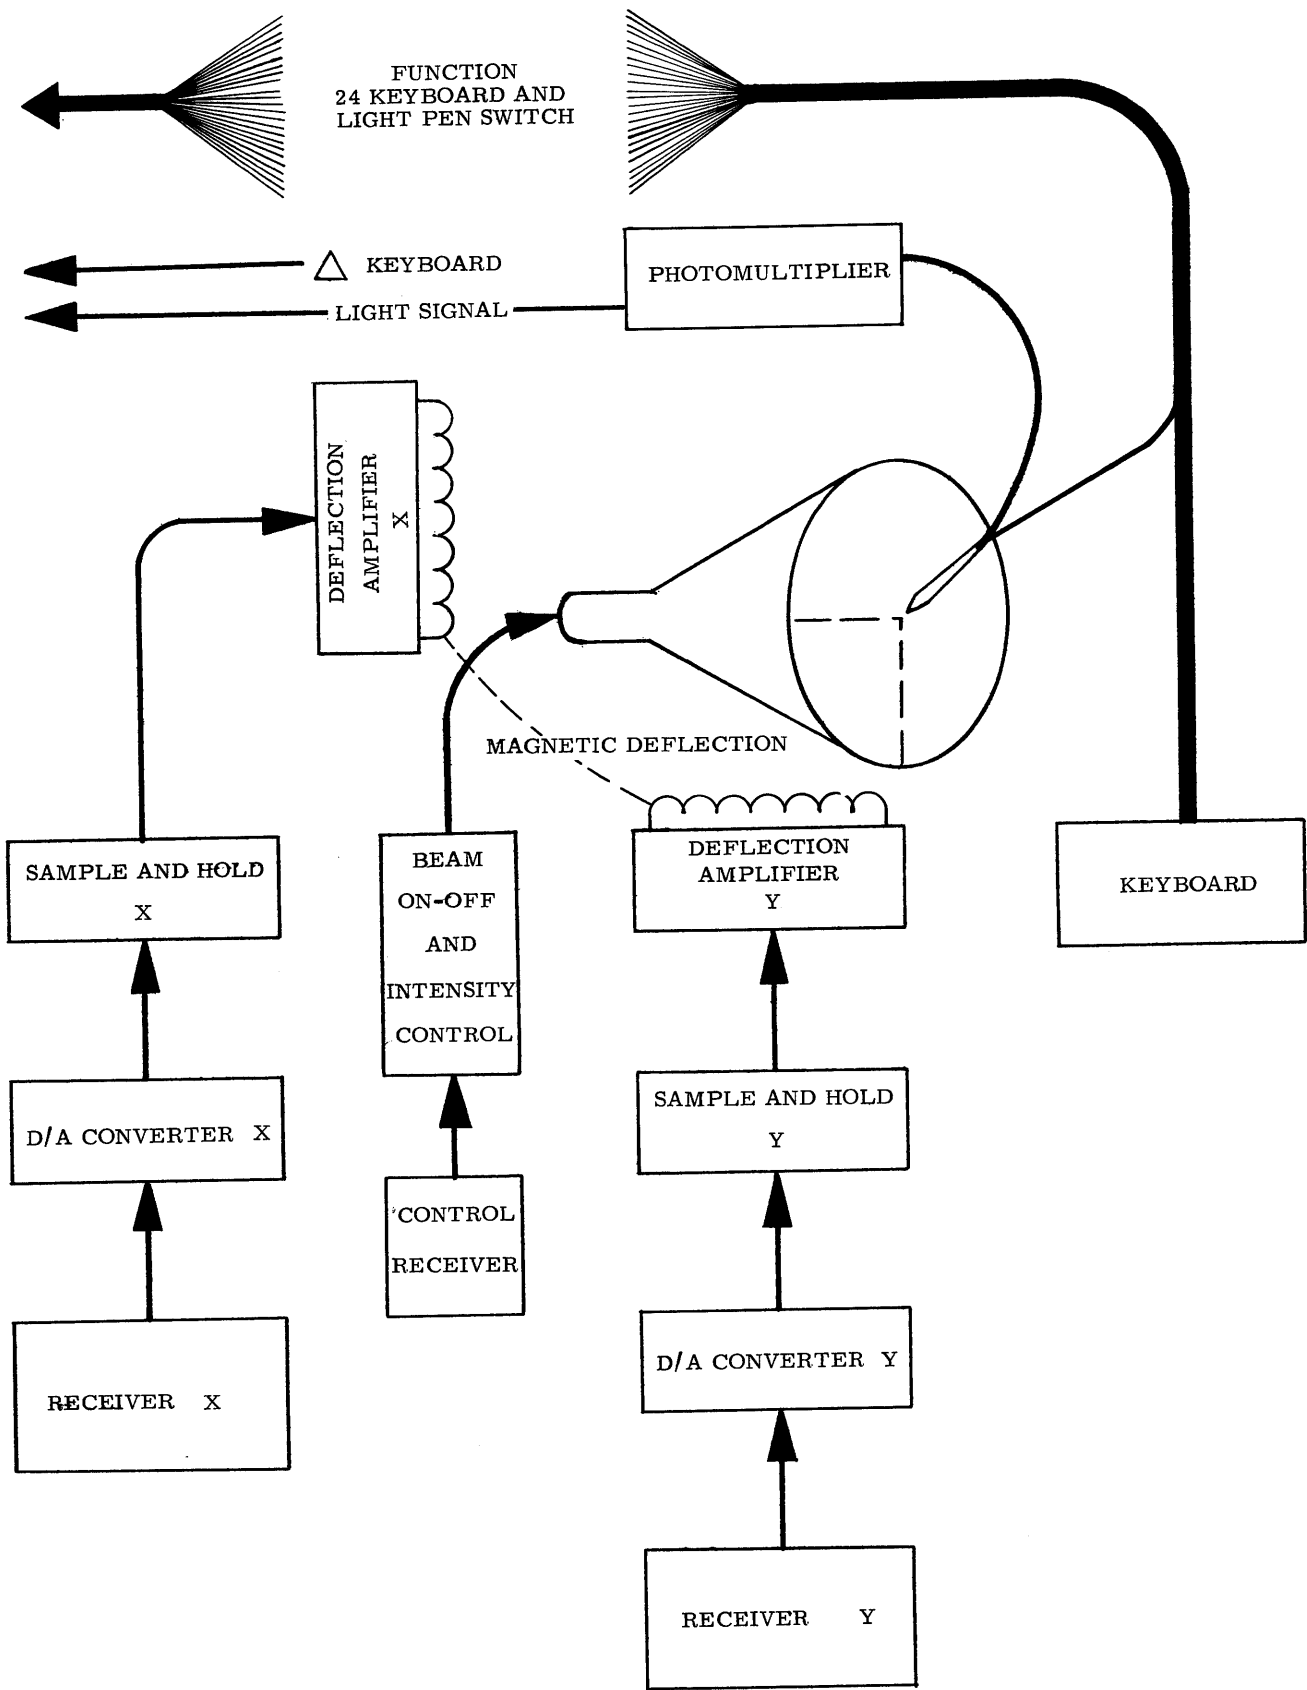 FUNCTION
24 KEYBOARD AND
LIGHT PEN SWITCH
△ KEYBOARD
LIGHT SIGNAL
PHOTOMULTIPLIER
DEFLECTION
AMPLIFIER
X
MAGNETIC DEFLECTION
SAMPLE AND HOLD
X
BEAM
ON-OFF
AND
INTENSITY
CONTROL
DEFLECTION
AMPLIFIER
Y
KEYBOARD
D/A CONVERTER X
SAMPLE AND HOLD
Y
CONTROL
RECEIVER
RECEIVER X
D/A CONVERTER Y
RECEIVER Y